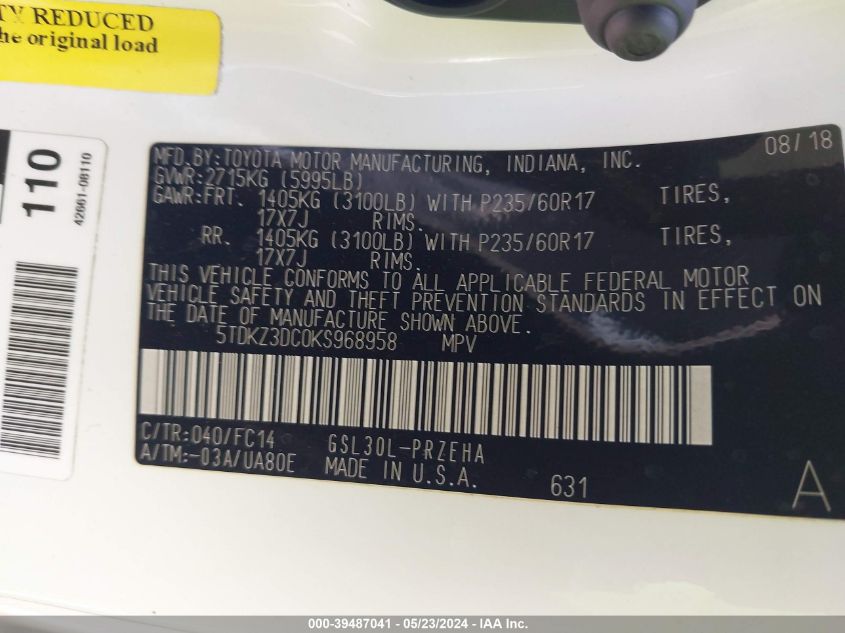 TY REDUCED
he original load
110
42661-08110
MFD.BY:TOYOTA MOTOR MANUFACTURING, INDIANA, INC. 08/18
GVWR:2715KG (5995LB)
GAWR:FRT. 1405KG (3100LB) WITH P235/60R17 TIRES,
17X7J RIMS.
RR. 1405KG (3100LB) WITH P235/60R17 TIRES,
17X7J RIMS.
THIS VEHICLE CONFORMS TO ALL APPLICABLE FEDERAL MOTOR
VEHICLE SAFETY AND THEFT PREVENTION STANDARDS IN EFFECT ON
THE DATE OF MANUFACTURE SHOWN ABOVE.
5TDKZ3DC0KS968958 MPV
C/TR:040/FC14 GSL30L-PRZEHA
A/TM:-03A/UA80E MADE IN U.S.A. 631 A
000-39487041 - 05/23/2024 - IAA Inc.